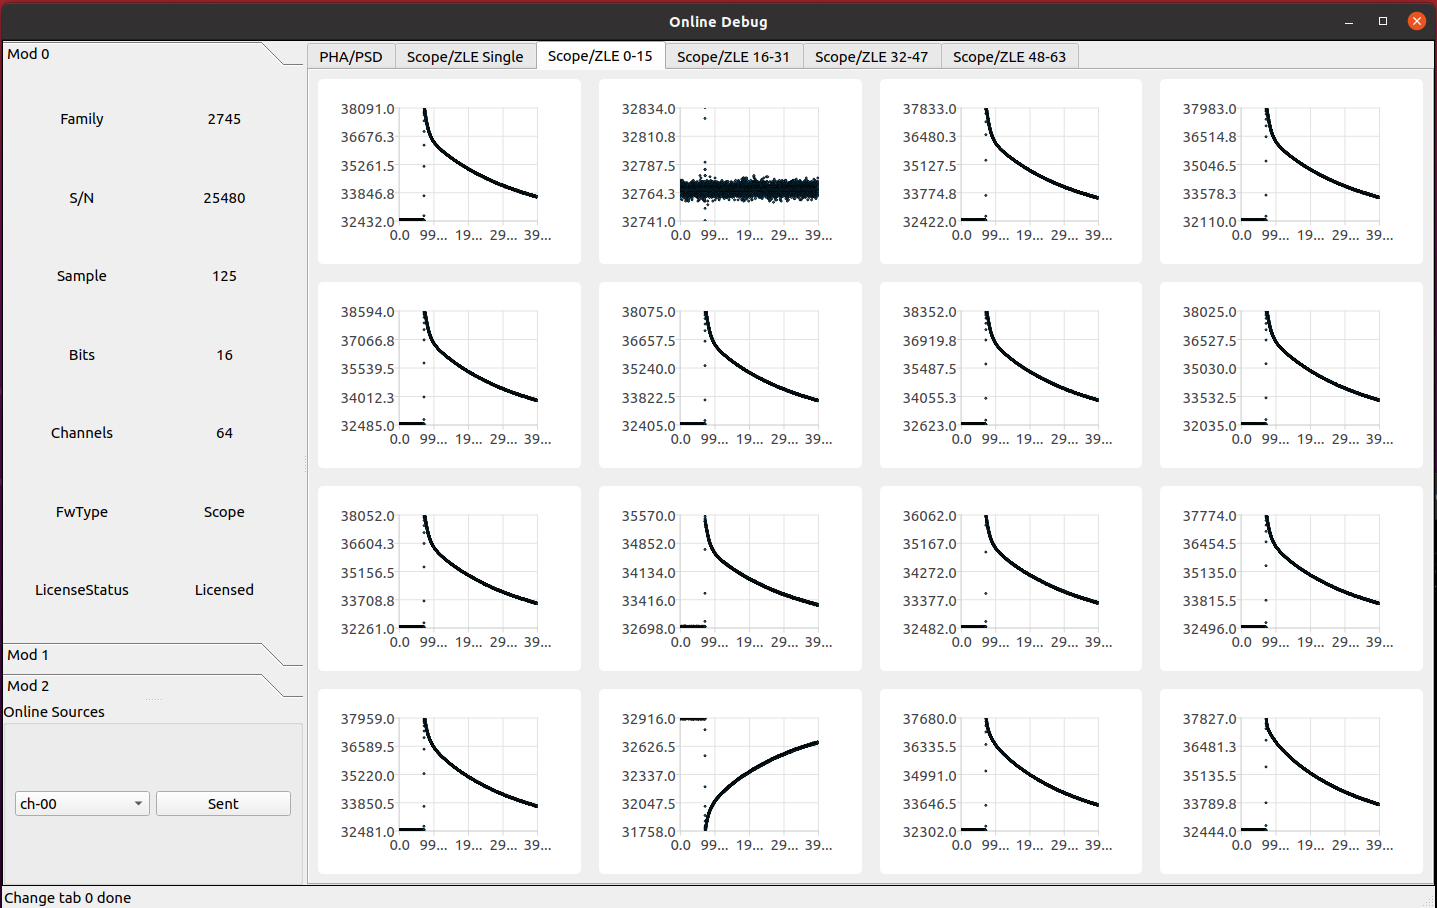 Online Debug
Mod 0
Family 2745
S/N 25480
Sample 125
Bits 16
Channels 64
FwType Scope
LicenseStatus Licensed
Mod 1
Mod 2
Online Sources
ch-00 Sent
PHA/PSD Scope/ZLE Single Scope/ZLE 0-15 Scope/ZLE 16-31 Scope/ZLE 32-47 Scope/ZLE 48-63
38091.0 32834.0 37833.0 37983.0
36676.3 32810.8 36480.3 36514.8
35261.5 32787.5 35127.5 35046.5
33846.8 32764.3 33774.8 33578.3
32432.0 32741.0 32422.0 32110.0
0.0 99... 19... 29... 39... 0.0 99... 19... 29... 39... 0.0 99... 19... 29... 39... 0.0 99... 19... 29... 39...
38594.0 38075.0 38352.0 38025.0
37066.8 36657.5 36919.8 36527.5
35539.5 35240.0 35487.5 35030.0
34012.3 33822.5 34055.3 33532.5
32485.0 32405.0 32623.0 32035.0
0.0 99... 19... 29... 39... 0.0 99... 19... 29... 39... 0.0 99... 19... 29... 39... 0.0 99... 19... 29... 39...
38052.0 35570.0 36062.0 37774.0
36604.3 34852.0 35167.0 36454.5
35156.5 34134.0 34272.0 35135.0
33708.8 33416.0 33377.0 33815.5
32261.0 32698.0 32482.0 32496.0
0.0 99... 19... 29... 39... 0.0 99... 19... 29... 39... 0.0 99... 19... 29... 39... 0.0 99... 19... 29... 39...
37959.0 32916.0 37680.0 37827.0
36589.5 32626.5 36335.5 36481.3
35220.0 32337.0 34991.0 35135.5
33850.5 32047.5 33646.5 33789.8
32481.0 31758.0 32302.0 32444.0
0.0 99... 19... 29... 39... 0.0 99... 19... 29... 39... 0.0 99... 19... 29... 39... 0.0 99... 19... 29... 39...
Change tab 0 done